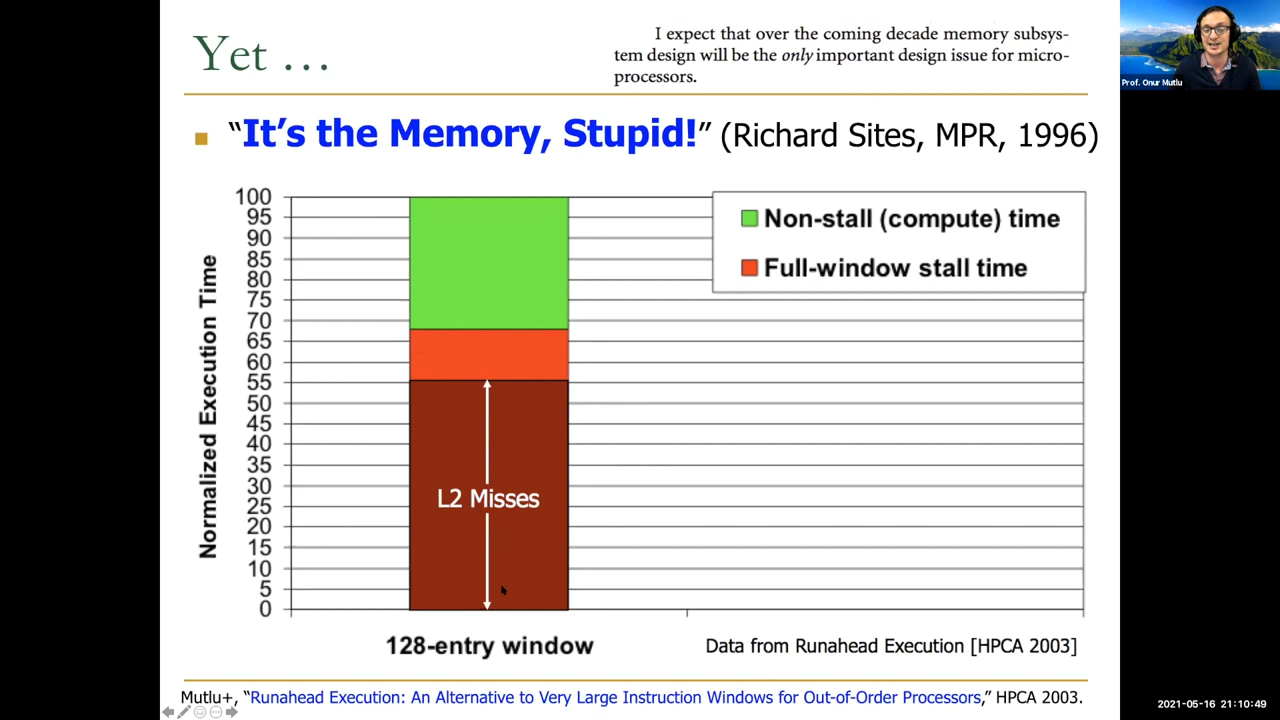 Yet …
I expect that over the coming decade memory subsys-
tem design will be the only important design issue for micro-
processors.
Prof. Onur Mutlu
“It’s the Memory, Stupid!” (Richard Sites, MPR, 1996)
Normalized Execution Time
100
95
90
85
80
75
70
65
60
55
50
45
40
35
30
25
20
15
10
5
0
Non-stall (compute) time
Full-window stall time
L2 Misses
128-entry window
Data from Runahead Execution [HPCA 2003]
Mutlu+, “Runahead Execution: An Alternative to Very Large Instruction Windows for Out-of-Order Processors,” HPCA 2003.
2021-05-16 21:10:49